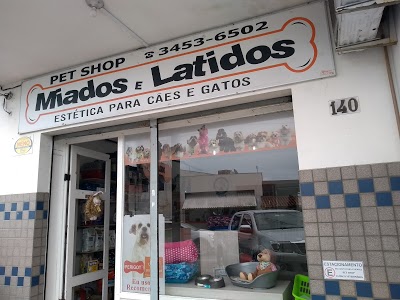 PET SHOP ☎ 3453-6502
Miados E Latidos
ESTÉTICA PARA CÃES E GATOS
140
ESTACIONAMENTO